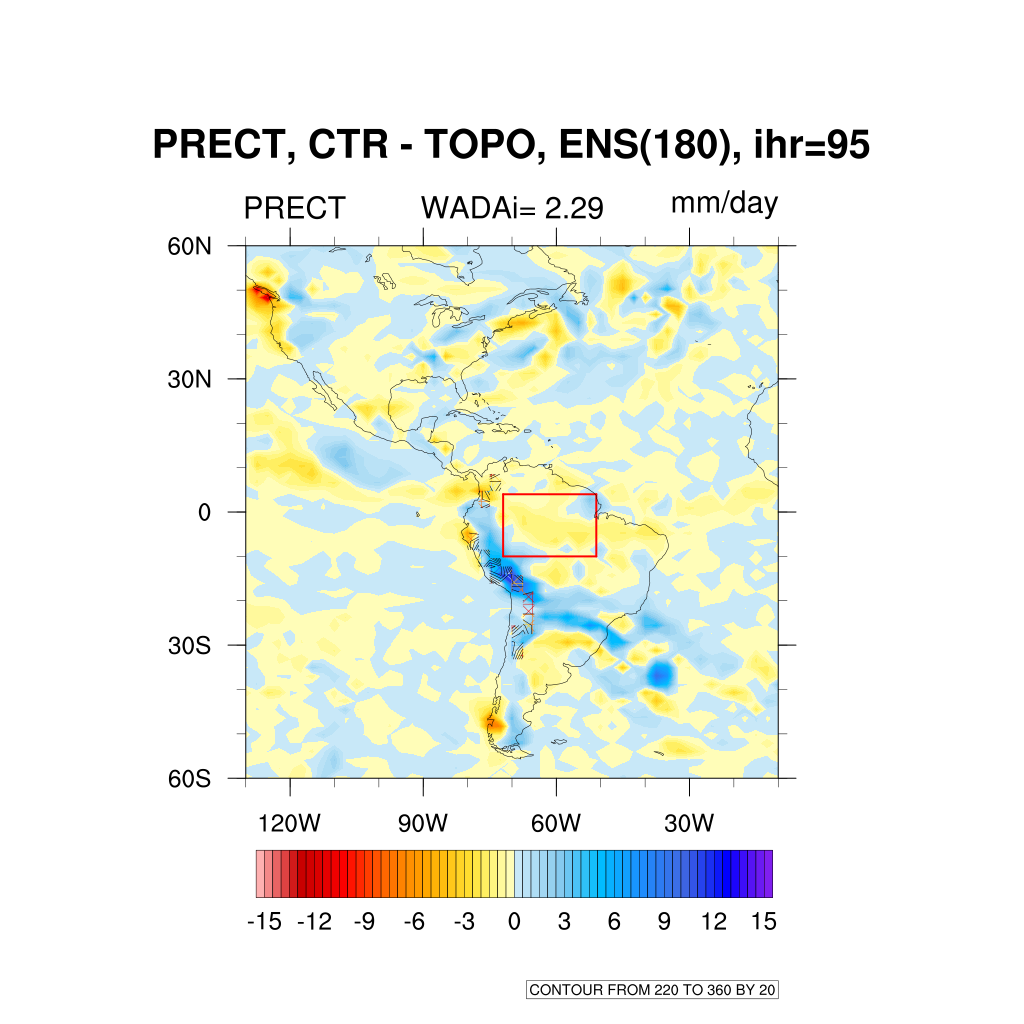 PRECT, CTR - TOPO, ENS(180), ihr=95
PRECT WADAi= 2.29 mm/day
60N
30N
0
30S
60S
120W 90W 60W 30W
-15 -12 -9 -6 -3 0 3 6 9 12 15
CONTOUR FROM 220 TO 360 BY 20